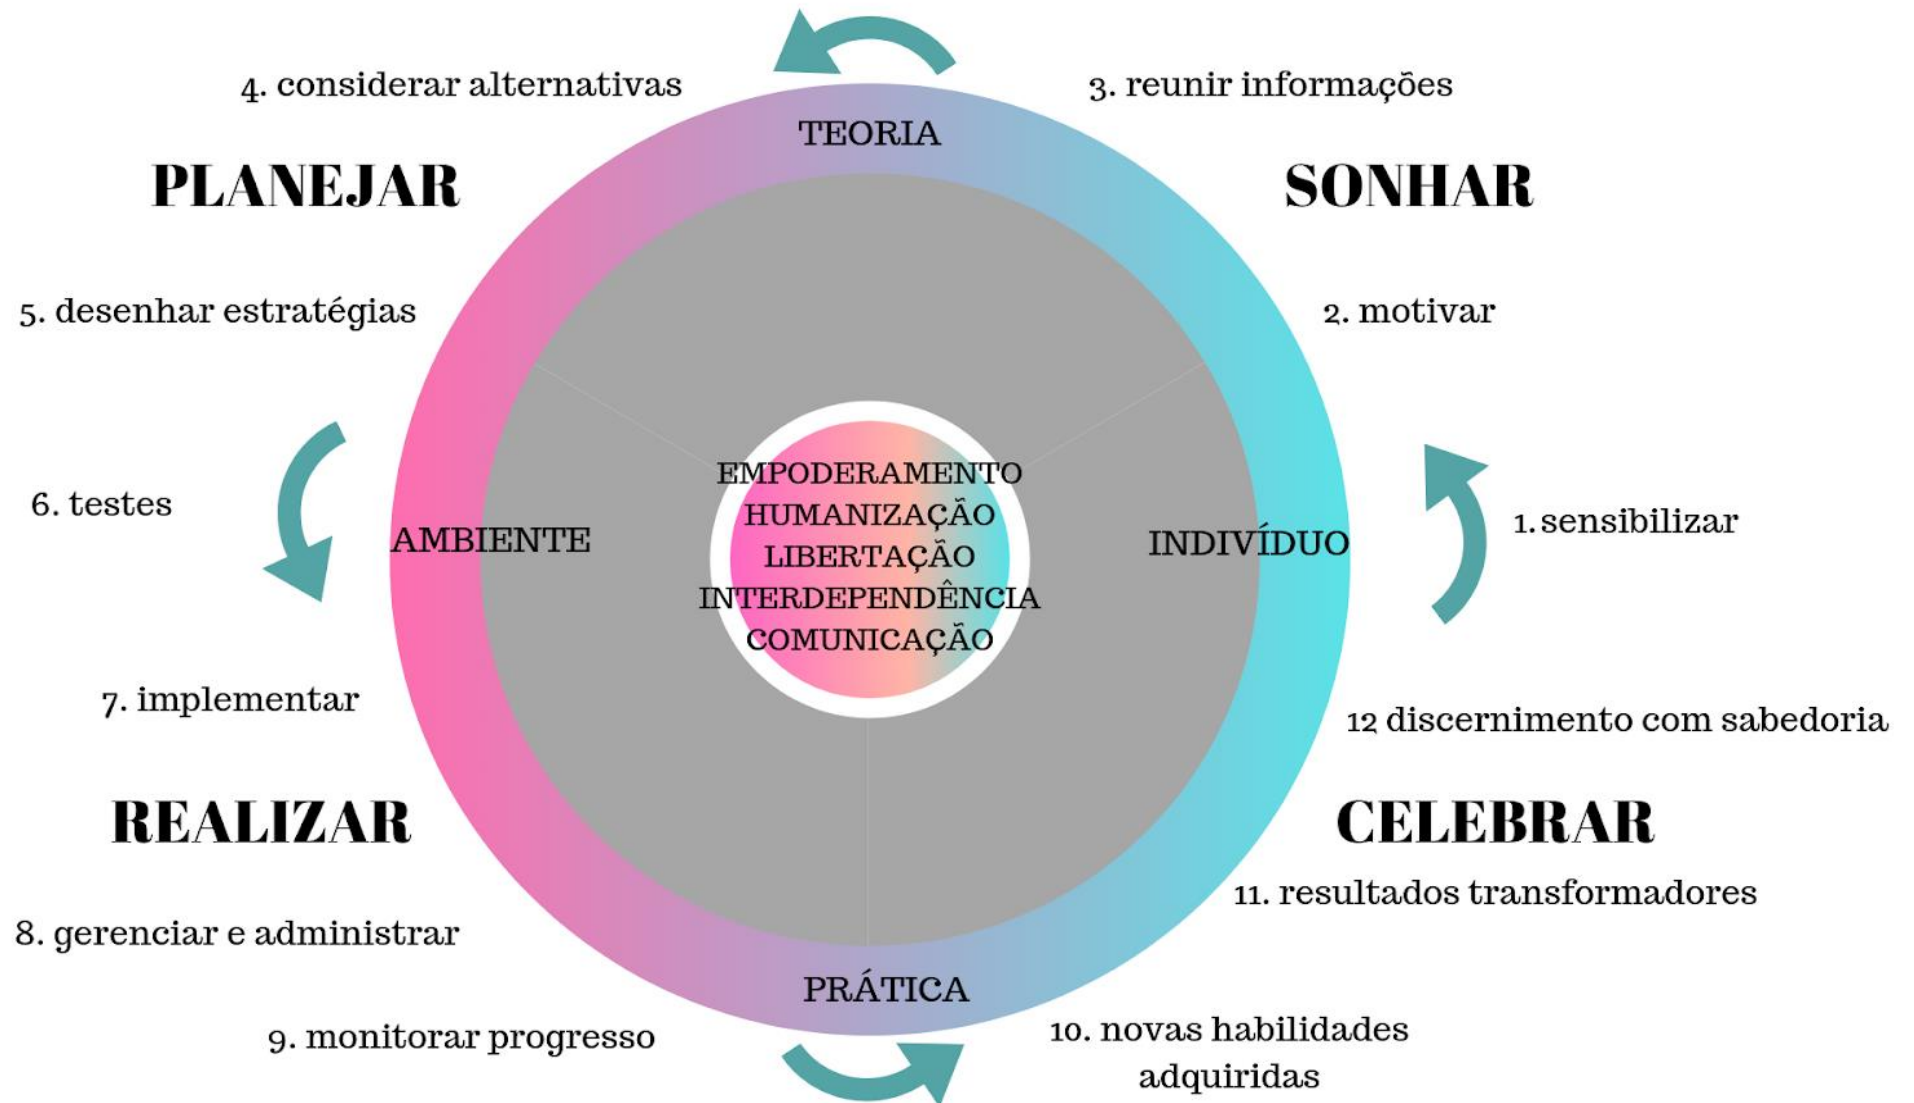 4. considerar alternativas
3. reunir informações
TEORIA
PLANEJAR
SONHAR
5. desenhar estratégias
2. motivar
EMPODERAMENTO
HUMANIZAÇÃO
LIBERTAÇÃO
INTERDEPENDÊNCIA
COMUNICAÇÃO
6. testes
AMBIENTE
INDIVÍDUO
1. sensibilizar
7. implementar
12 discernimento com sabedoria
REALIZAR
CELEBRAR
11. resultados transformadores
8. gerenciar e administrar
PRÁTICA
9. monitorar progresso
10. novas habilidades
adquiridas